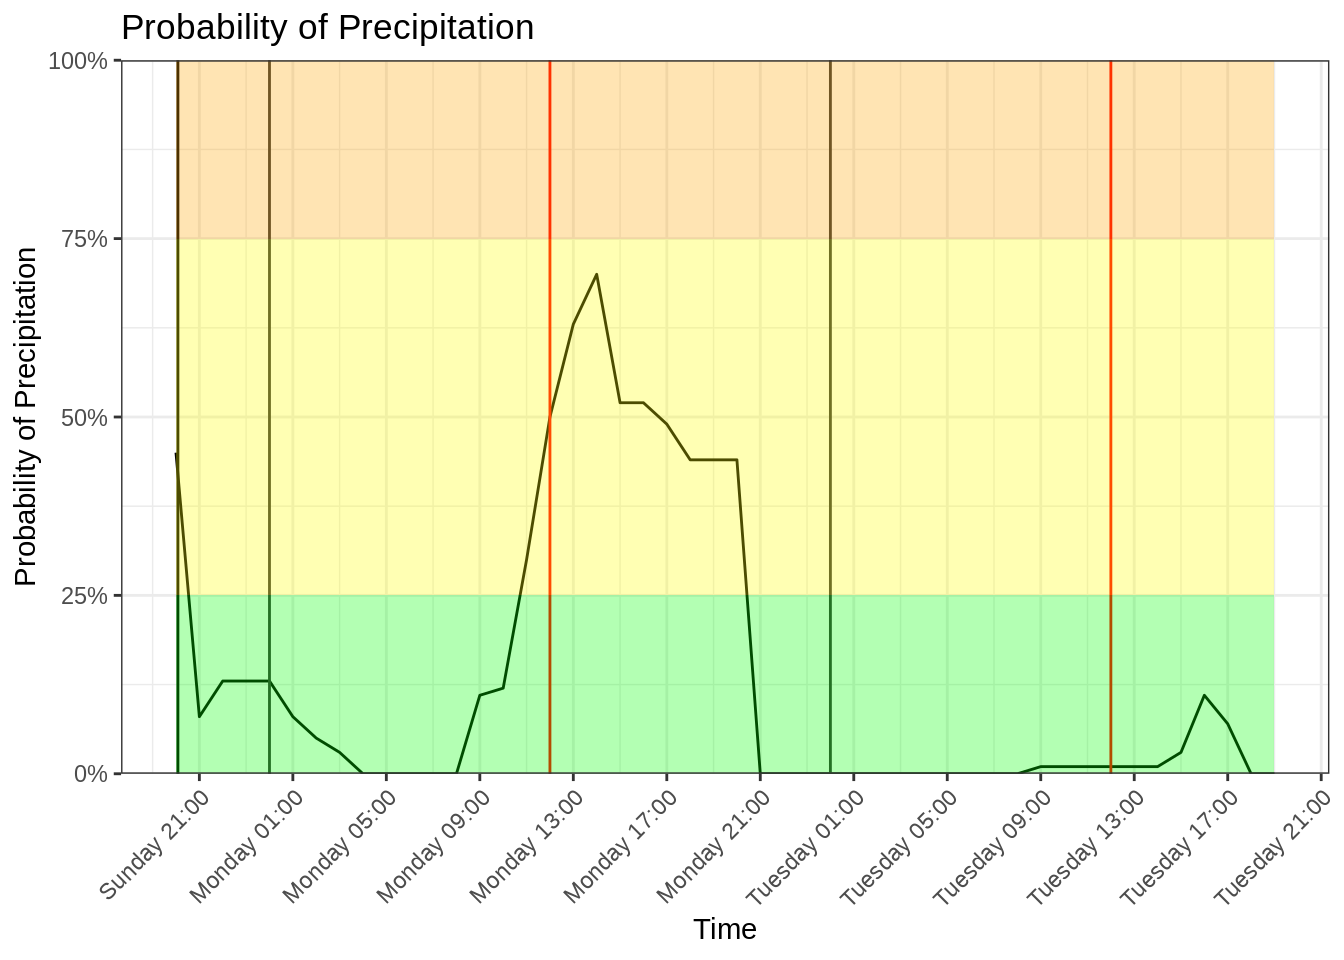 Probability of Precipitation
Probability of Precipitation
100%
75%
50%
25%
0%
Sunday 21:00
Monday 01:00
Monday 05:00
Monday 09:00
Monday 13:00
Monday 17:00
Monday 21:00
Tuesday 01:00
Tuesday 05:00
Tuesday 09:00
Tuesday 13:00
Tuesday 17:00
Tuesday 21:00
Time